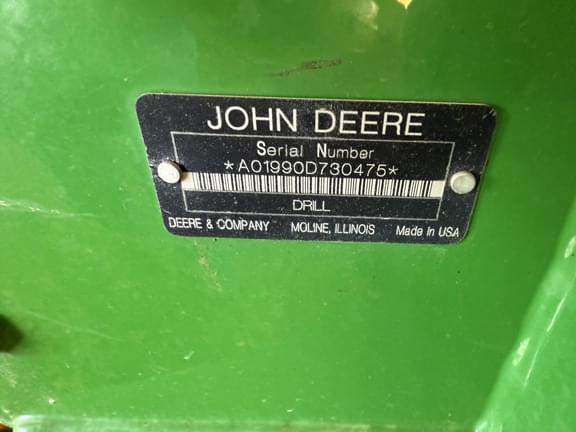 JOHN DEERE
Serial Number
*A01990D730475*
DRILL
DEERE & COMPANY MOLINE, ILLINOIS Made In USA